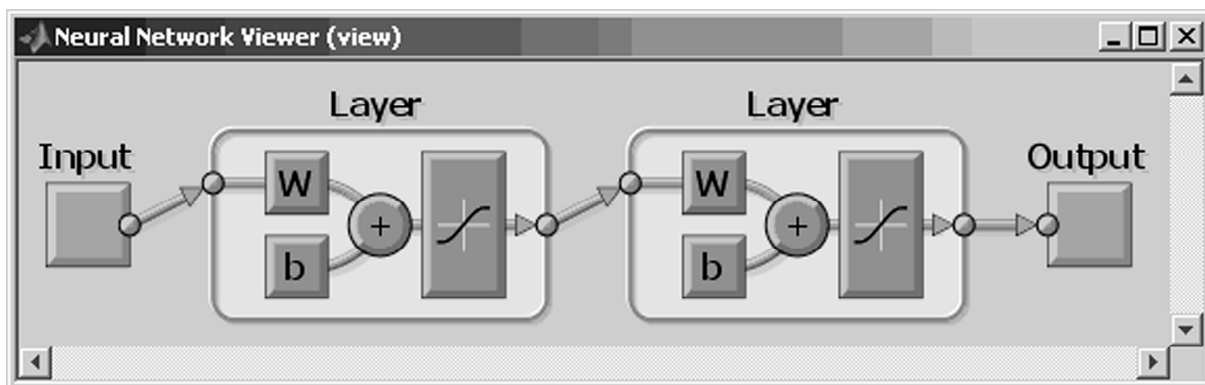 Neural Network Viewer (view)
Layer
Layer
Input
Output
W
+
b
W
+
b